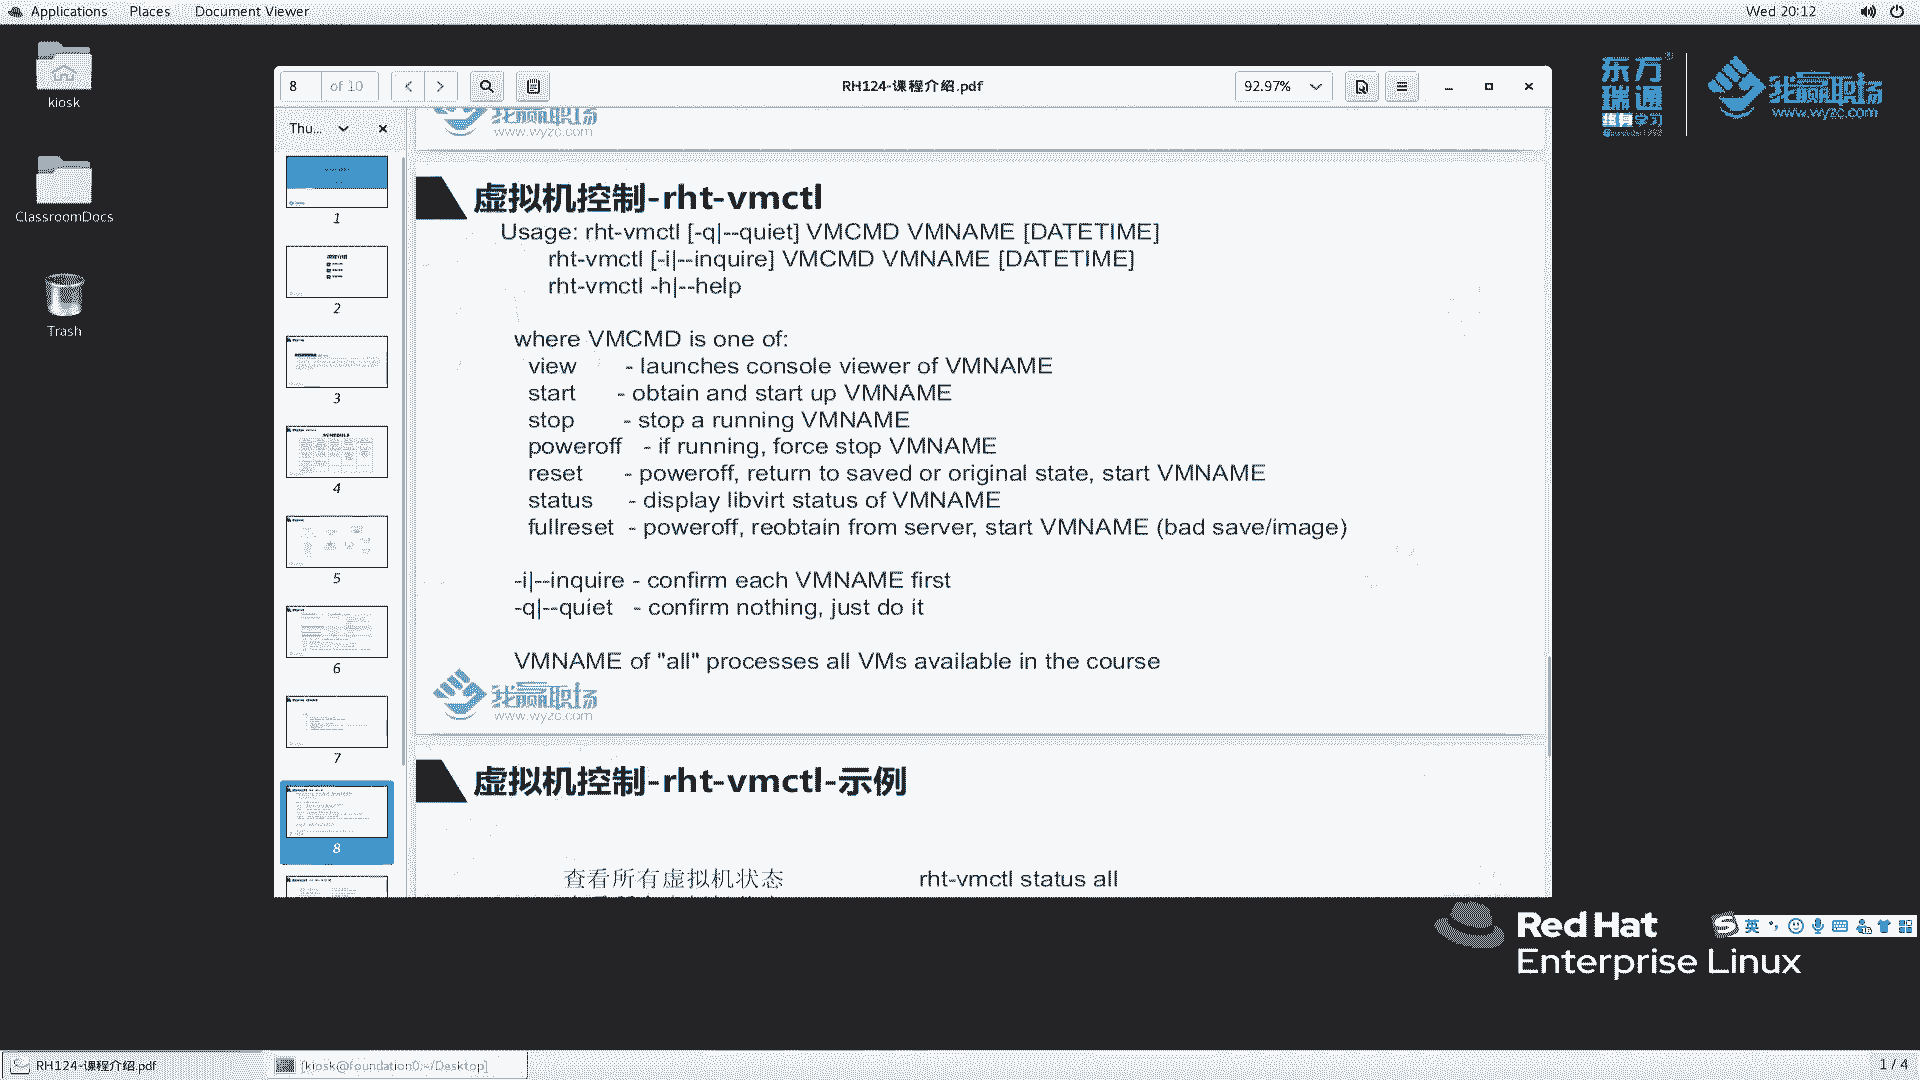 Applications Places Document Viewer
Wed 20:12
kiosk
ClassroomDocs
Trash
8 of 10
RH124-课程介绍.pdf
92.97%
Thu...
1
2
3
4
5
6
7
8
我赢职场
www.wyzc.com
虚拟机控制-rht-vmctl
Usage: rht-vmctl [-q|--quiet] VMCMD VMNAME [DATETIME]
rht-vmctl [-i|--inquire] VMCMD VMNAME [DATETIME]
rht-vmctl -h|--help
where VMCMD is one of:
view - launches console viewer of VMNAME
start - obtain and start up VMNAME
stop - stop a running VMNAME
poweroff - if running, force stop VMNAME
reset - poweroff, return to saved or original state, start VMNAME
status - display libvirt status of VMNAME
fullreset - poweroff, reobtain from server, start VMNAME (bad save/image)
-i|--inquire - confirm each VMNAME first
-q|--quiet - confirm nothing, just do it
VMNAME of "all" processes all VMs available in the course
我赢职场
www.wyzc.com
虚拟机控制-rht-vmctl-示例
查看所有虚拟机状态 rht-vmctl status all
东方
瑞通
终身学习
我赢职场
www.wyzc.com
Red Hat
Enterprise Linux
英
RH124-课程介绍.pdf
[kiosk@foundation0:~/Desktop]
1 / 4